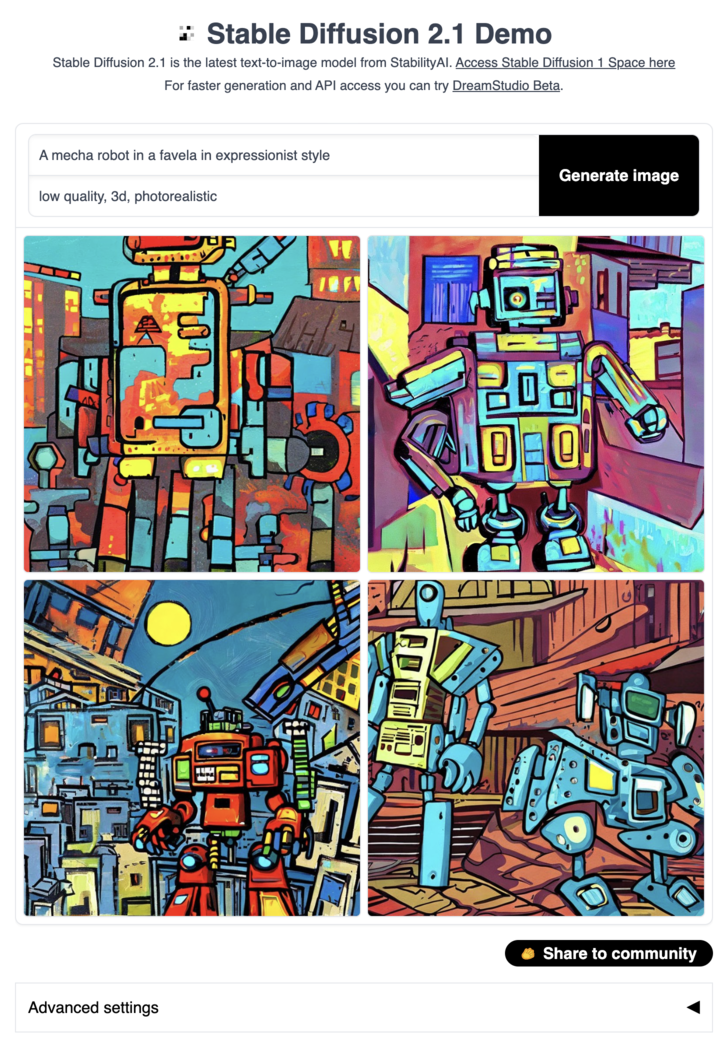 Stable Diffusion 2.1 Demo
Stable Diffusion 2.1 is the latest text-to-image model from StabilityAI. Access Stable Diffusion 1 Space here
For faster generation and API access you can try DreamStudio Beta.
A mecha robot in a favela in expressionist style
Generate image
low quality, 3d, photorealistic
Share to community
Advanced settings